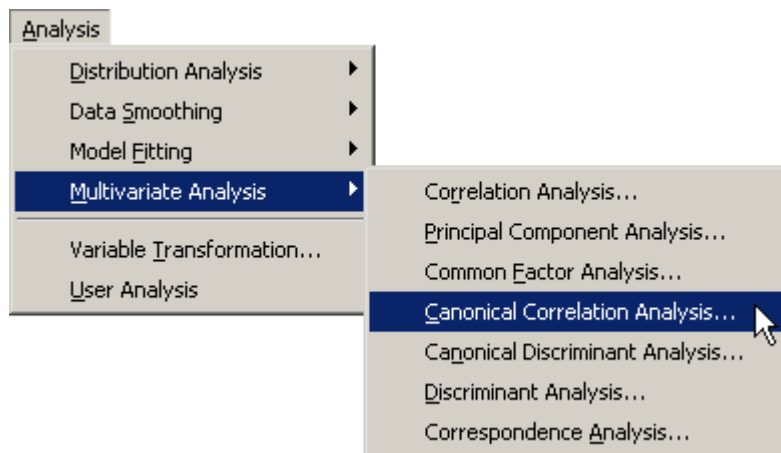 Analysis
Distribution Analysis
Data Smoothing
Model Fitting
Multivariate Analysis
Variable Transformation...
User Analysis
Correlation Analysis...
Principal Component Analysis...
Common Factor Analysis...
Canonical Correlation Analysis...
Canonical Discriminant Analysis...
Discriminant Analysis...
Correspondence Analysis...